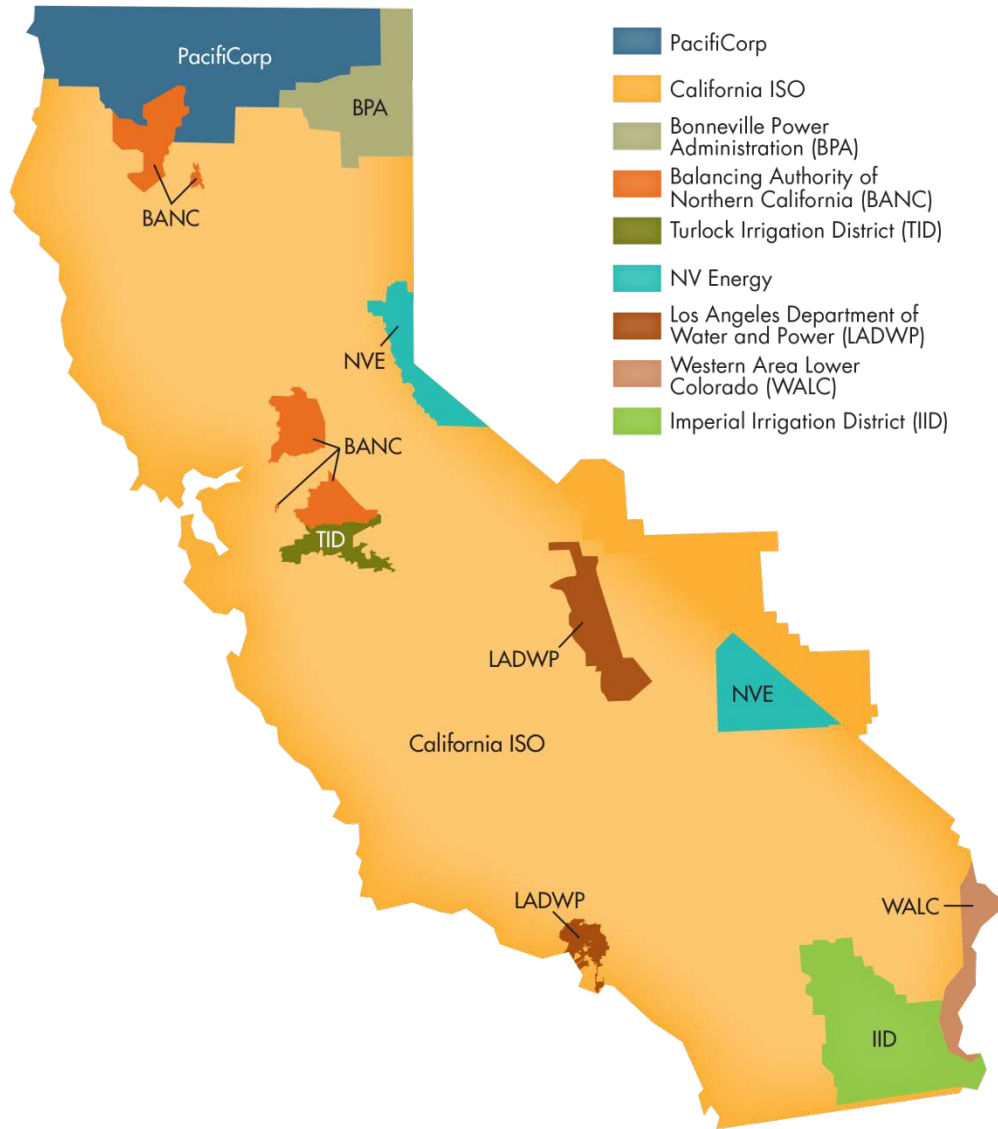 PacifiCorp
BPA
BANC
NVE
BANC
TID
LADWP
NVE
California ISO
LADWP
WALC
IID
PacifiCorp
California ISO
Bonneville Power
Administration (BPA)
Balancing Authority of
Northern California (BANC)
Turlock Irrigation District (TID)
NV Energy
Los Angeles Department of
Water and Power (LADWP)
Western Area Lower
Colorado (WALC)
Imperial Irrigation District (IID)